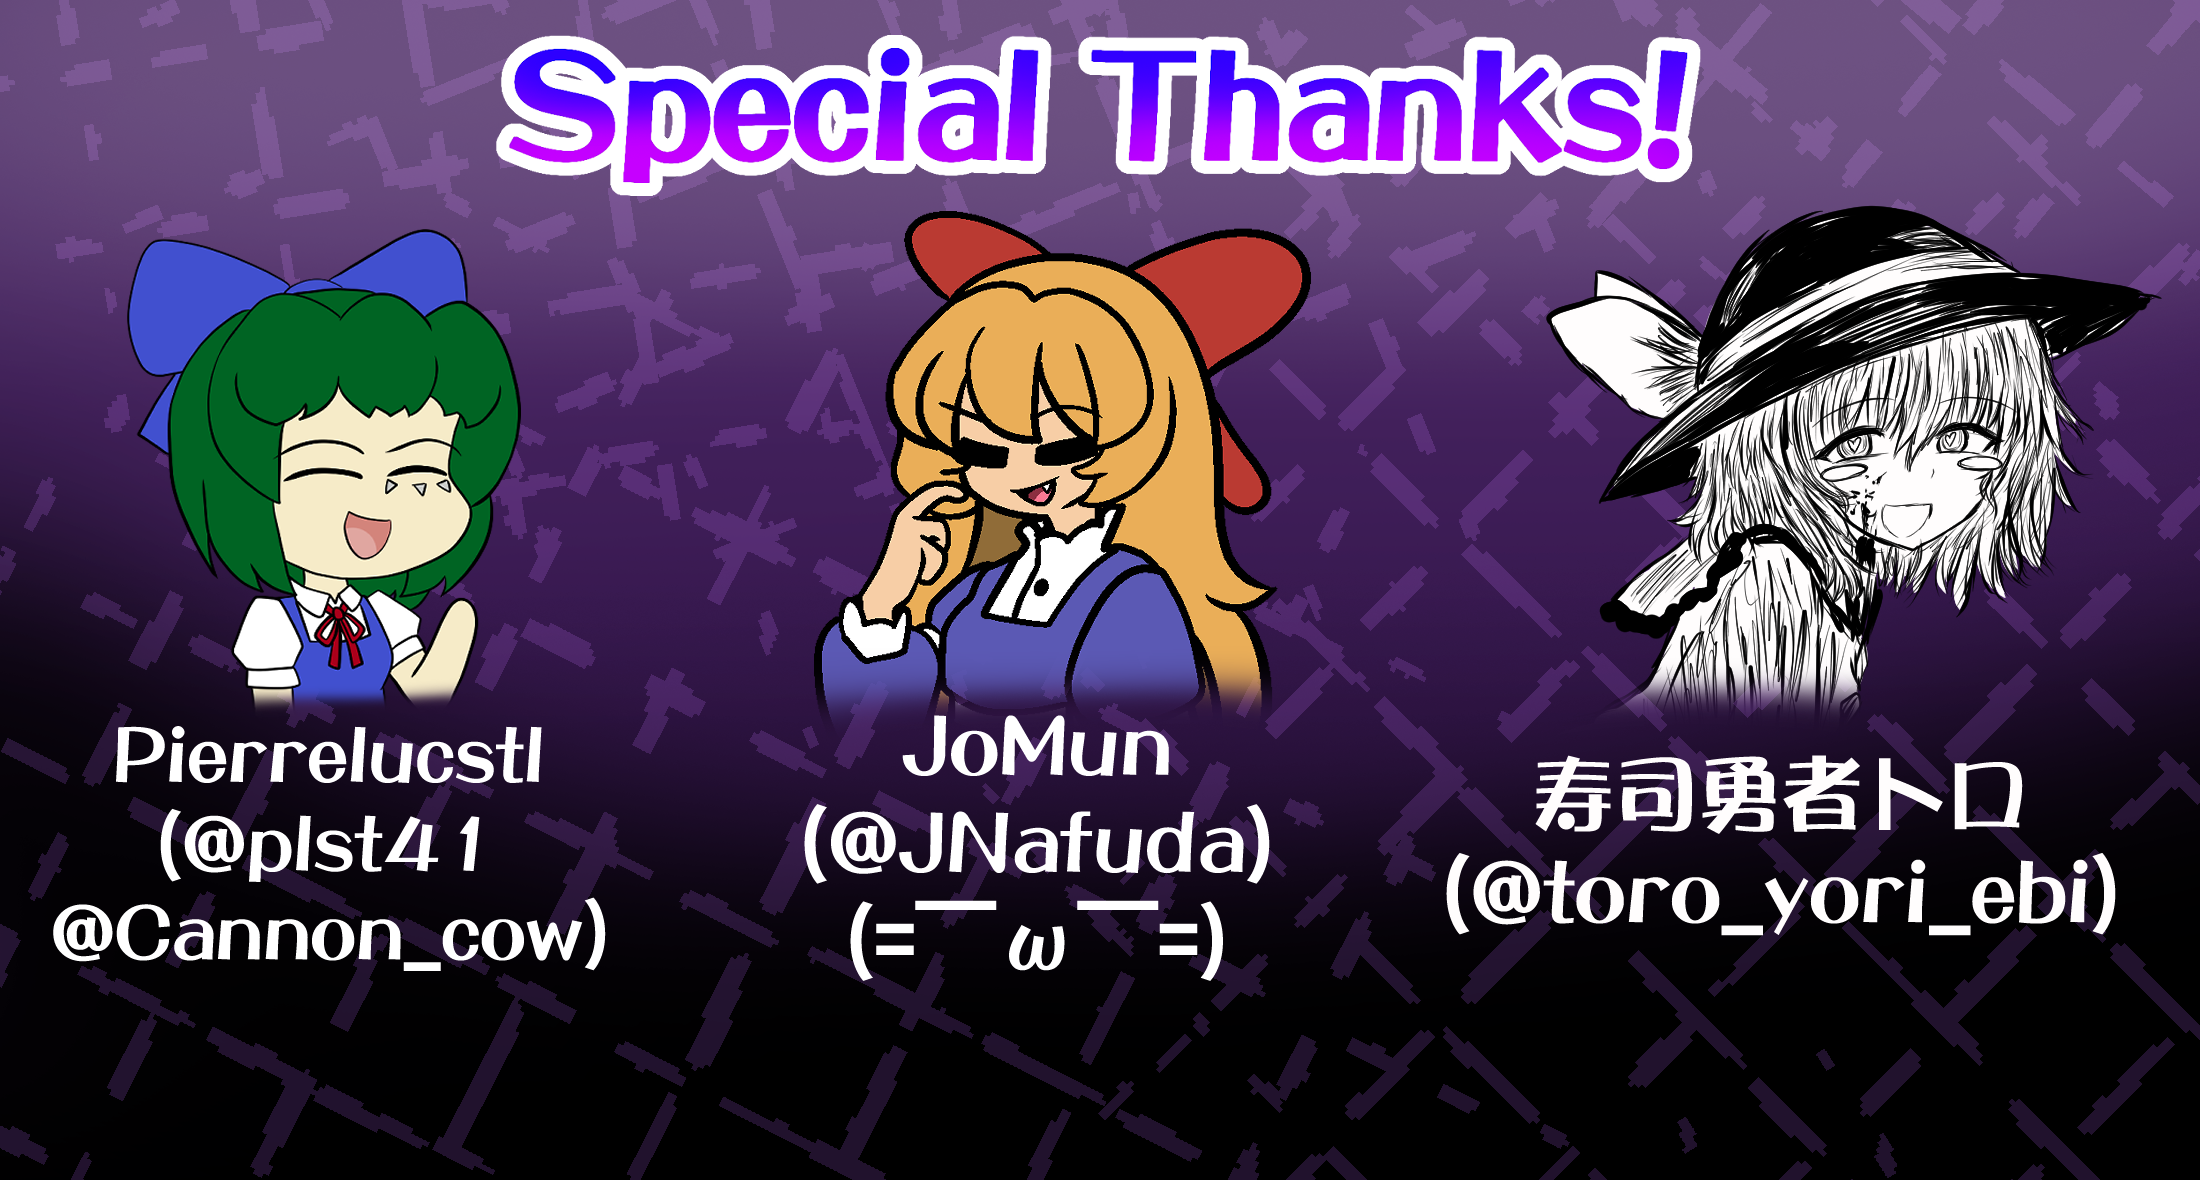 Special Thanks!
Pierrelucstl
(@plst41
@Cannon_cow)
JoMun
(@JNafuda)
(=￣ω￣=)
寿司勇者トロ
(@toro_yori_ebi)